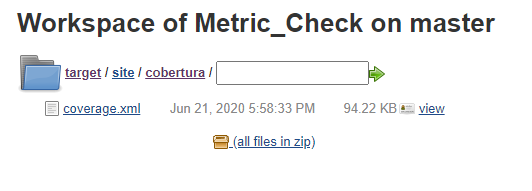 Workspace of Metric_Check on master
target / site / cobertura /
coverage.xml Jun 21, 2020 5:58:33 PM 94.22 KB view
(all files in zip)